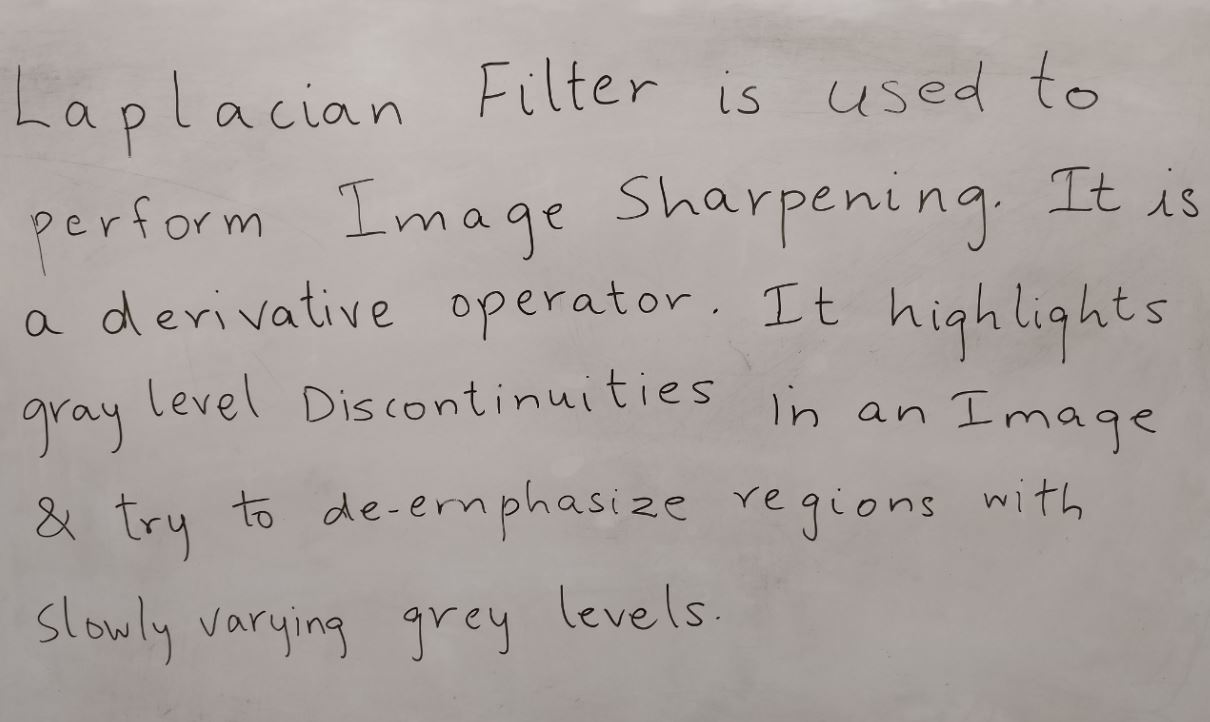 Laplacian Filter is used to
perform Image Sharpening. It is
a derivative operator. It highlights
gray level Discontinuities in an Image
& try to de-emphasize regions with
slowly varying grey levels.